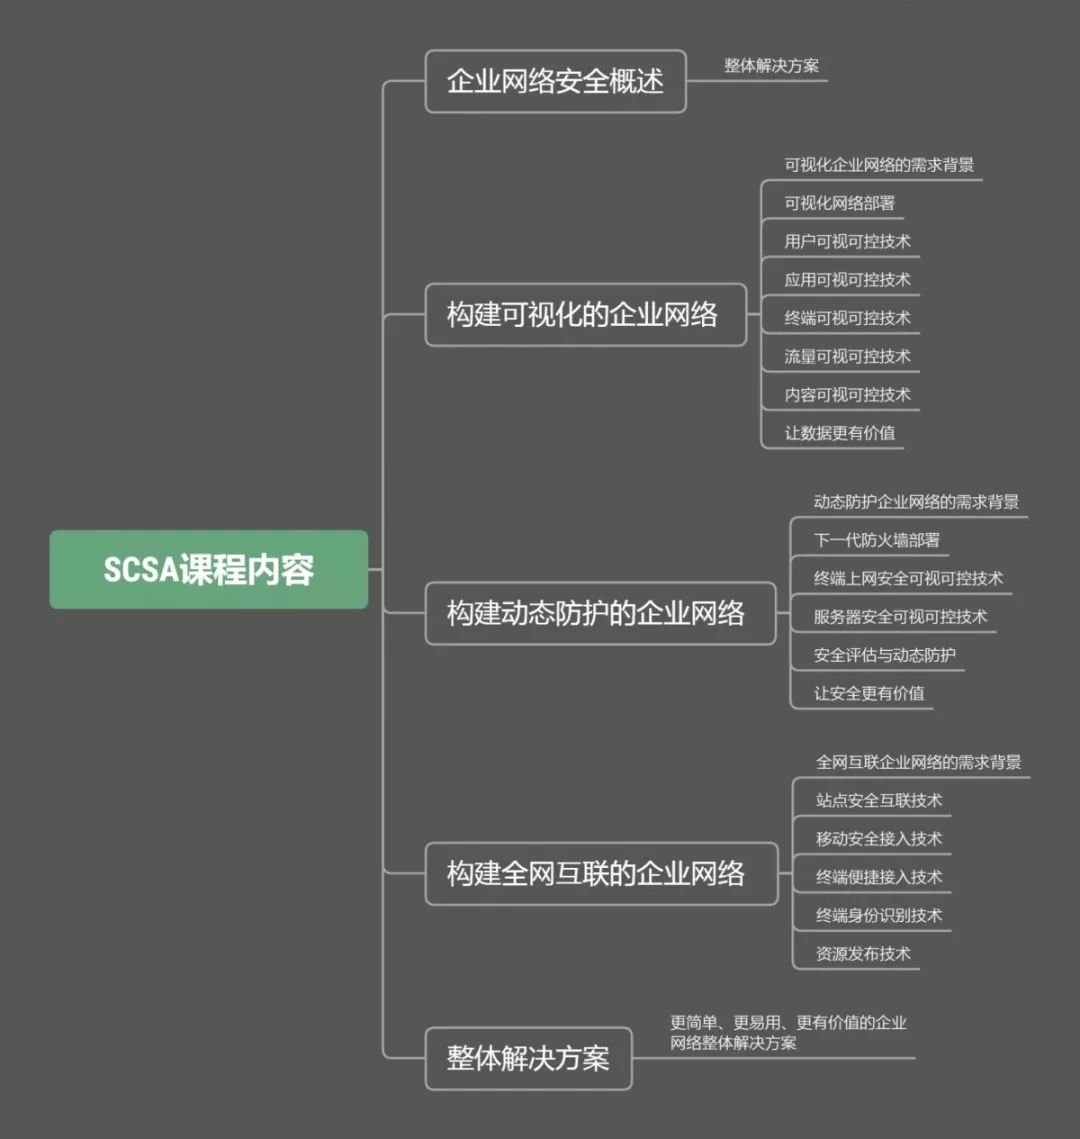 SCSA课程内容
企业网络安全概述
整体解决方案
构建可视化的企业网络
可视化企业网络的需求背景
可视化网络部署
用户可视可控技术
应用可视可控技术
终端可视可控技术
流量可视可控技术
内容可视可控技术
让数据更有价值
构建动态防护的企业网络
动态防护企业网络的需求背景
下一代防火墙部署
终端上网安全可视可控技术
服务器安全可视可控技术
安全评估与动态防护
让安全更有价值
构建全网互联的企业网络
全网互联企业网络的需求背景
站点安全互联技术
移动安全接入技术
终端便捷接入技术
终端身份识别技术
资源发布技术
整体解决方案
更简单、更易用、更有价值的企业
网络整体解决方案